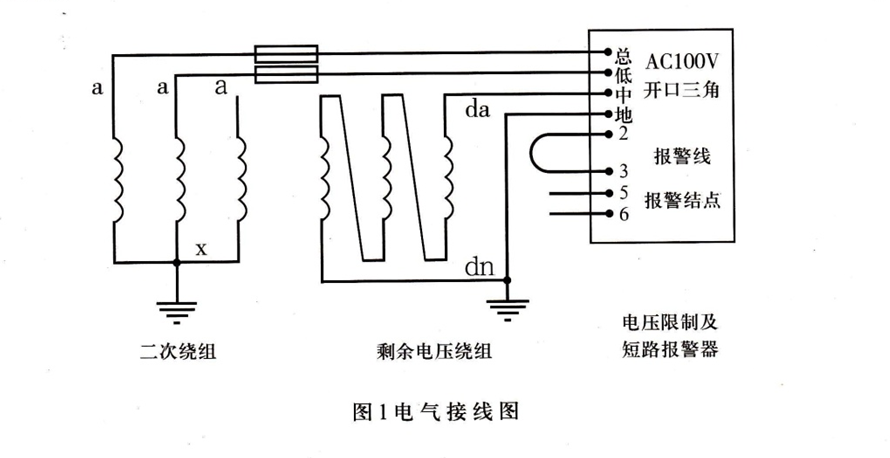 a
a
a
da
dn
x
总
低
中
地
2
3
5
6
AC100V
开口三角
报警线
报警结点
二次绕组
剩余电压绕组
电压限制及
短路报警器
图1电气接线图